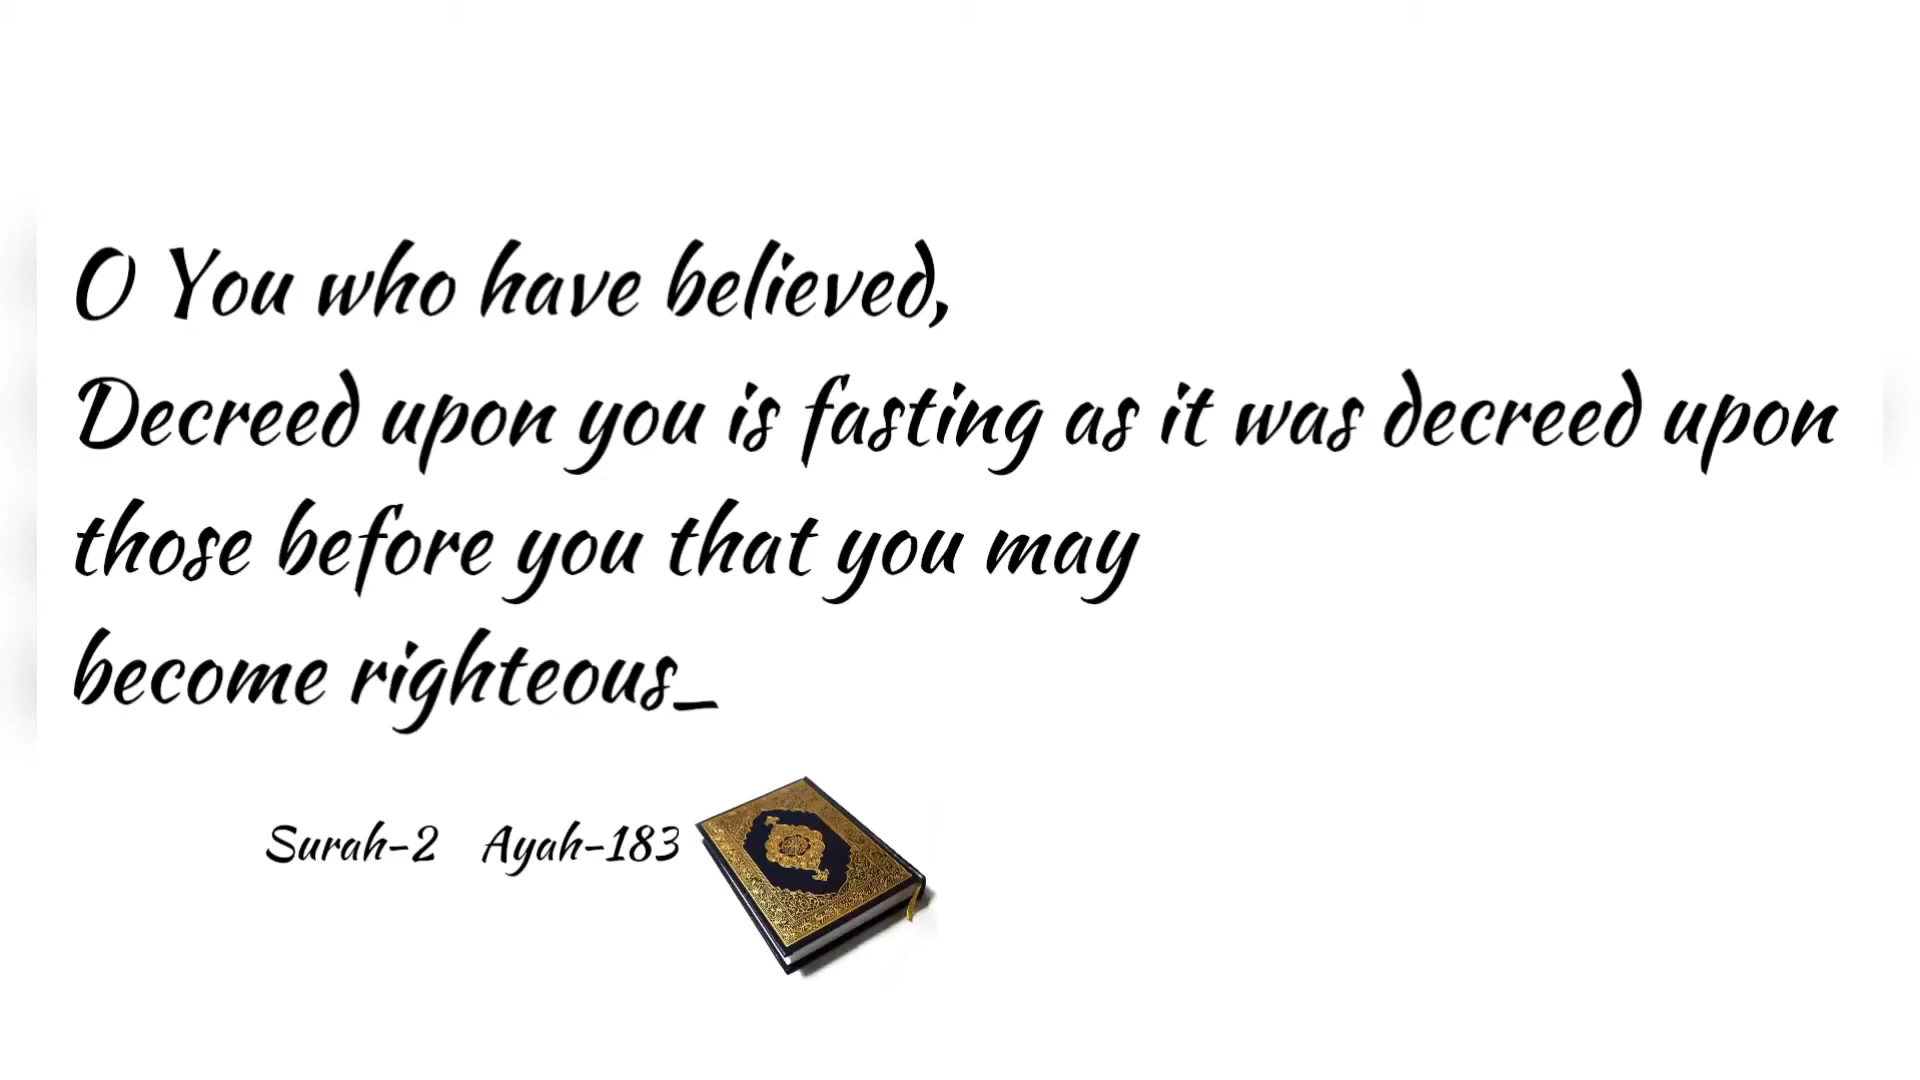 O You who have believed,
Decreed upon you is fasting as it was decreed upon
those before you that you may
become righteous_
Surah-2 Ayah-183